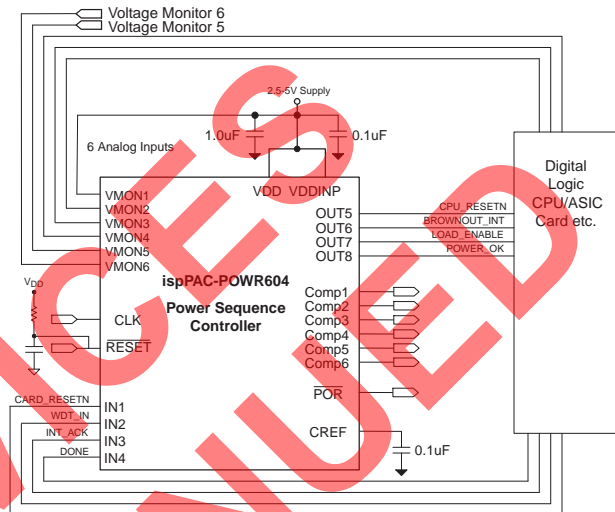 Voltage Monitor 6
Voltage Monitor 5
2.5-5V Supply
1.0uF
0.1uF
6 Analog Inputs
Digital
Logic
CPU/ASIC
Card etc.
VDD VDDINP
VMON1
VMON2
VMON3
VMON4
VMON5
VMON6
OUT5
OUT6
OUT7
OUT8
CPU_RESETN
BROWNOUT_INT
LOAD_ENABLE
POWER_OK
ispPAC-POWR604
Power Sequence
Controller
VDD
CLK
RESET
Comp1
Comp2
Comp3
Comp4
Comp5
Comp6
POR
CARD_RESETN
WDT_IN
INT_ACK
DONE
IN1
IN2
IN3
IN4
CREF
0.1uF
ICES
NUED